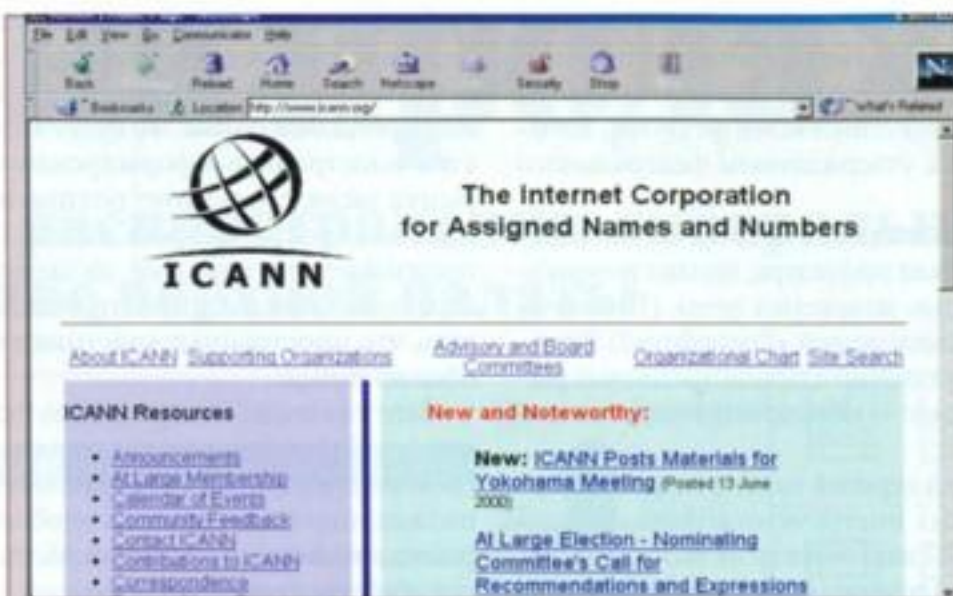 File Edit View Go Communicator Help
Back Reload Home Search Netscape Security Stop
Bookmarks Location: http://www.icann.org/ What's Related
N
ICANN
The Internet Corporation
for Assigned Names and Numbers
About ICANN Supporting Organizations Advisory and Board Committees Organizational Chart Site Search
ICANN Resources
Announcements
At Large Membership
Calendar of Events
Community Feedback
Contact ICANN
Contributions to ICANN
Correspondence
New and Noteworthy:
New: ICANN Posts Materials for
Yokohama Meeting (Posted 13 June
2000)
At Large Election - Nominating
Committee's Call for
Recommendations and Expressions